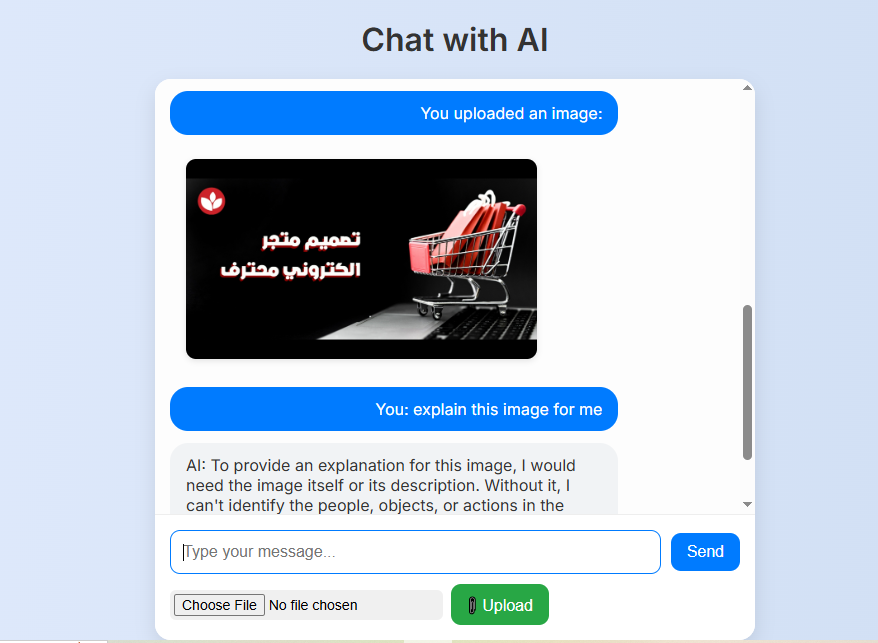 Chat with AI
You uploaded an image:
تصميم متجر
الكتروني محترف
You: explain this image for me
AI: To provide an explanation for this image, I would
need the image itself or its description. Without it, I
can't identify the people, objects, or actions in the
Type your message...
Send
Choose File No file chosen
Upload